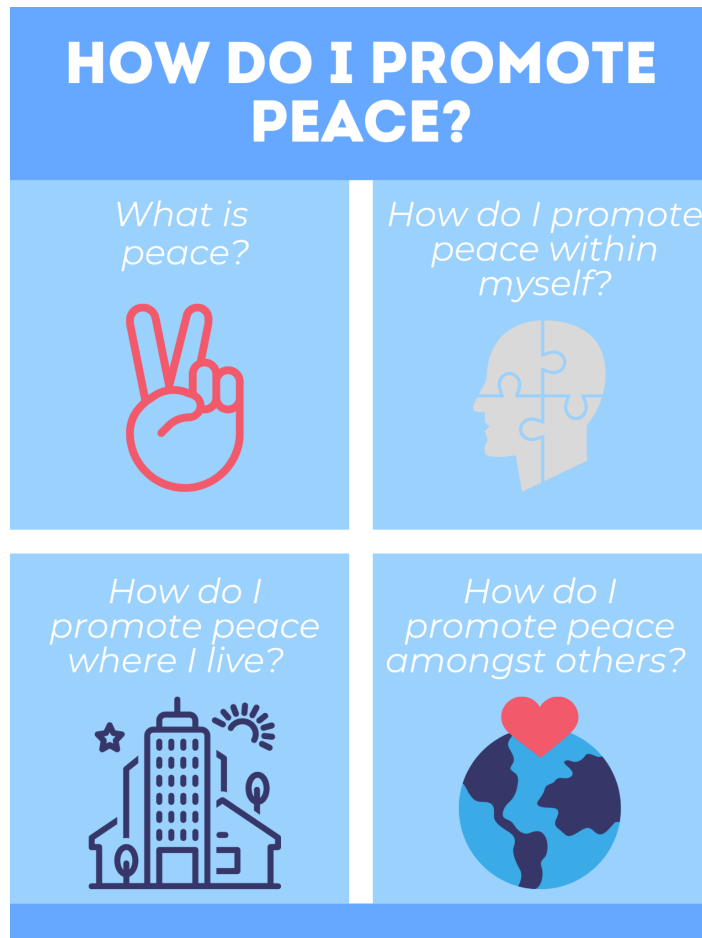 HOW DO I PROMOTE
PEACE?
What is
peace?
How do I promote
peace within
myself?
How do I
promote peace
where I live?
How do I
promote peace
amongst others?